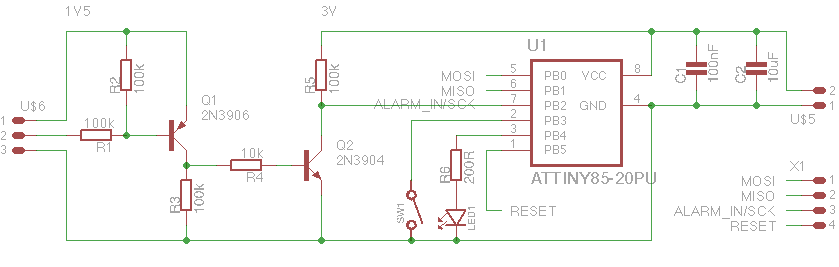 1V5
3V
U1
R2
100k
Q1
2N3906
U$6
1
2
3
100k
R1
R3
100k
10k
R4
R5
100k
Q2
2N3904
MOSI
MISO
ALARM_IN/SCK
5
6
7
2
3
1
PB0
PB1
PB2
PB3
PB4
PB5
VCC
GND
8
4
ATTINY85-20PU
R6
200R
SW1
LED1
RESET
C1
100nF
C2
10uF
2
1
U$5
X1
MOSI
1
MISO
2
ALARM_IN/SCK
3
RESET
4